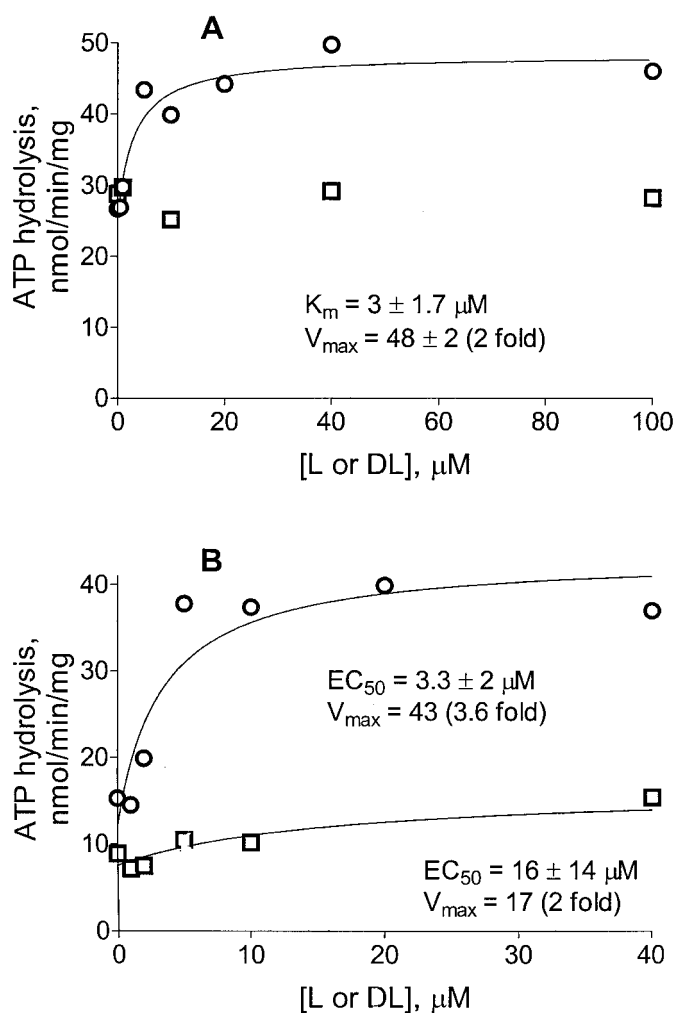 A
50
40
30
20
10
0
ATP hydrolysis,
nmol/min/mg
Kₘ = 3 ± 1.7 μM
Vₘₐₓ = 48 ± 2 (2 fold)
0 20 40 60 80 100
[L or DL], μM
B
40
30
20
10
0
ATP hydrolysis,
nmol/min/mg
EC₅₀ = 3.3 ± 2 μM
Vₘₐₓ = 43 (3.6 fold)
EC₅₀ = 16 ± 14 μM
Vₘₐₓ = 17 (2 fold)
0 10 20 30 40
[L or DL], μM